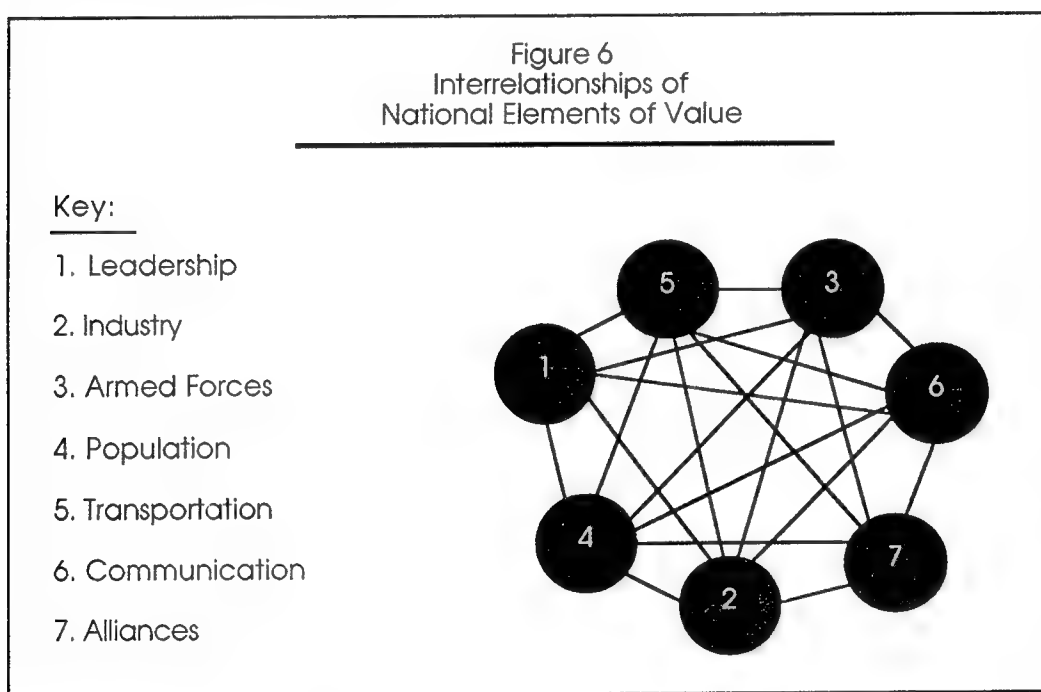 Figure 6
Interrelationships of
National Elements of Value
Key:
1. Leadership
2. Industry
3. Armed Forces
4. Population
5. Transportation
6. Communication
7. Alliances
5
3
1
6
4
7
2